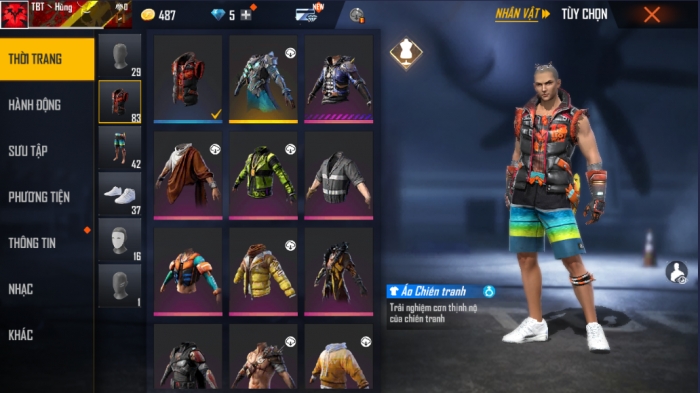 TBT - Hùng
487
5
NEW
NHÂN VẬT
TÙY CHỌN
THỜI TRANG
HÀNH ĐỘNG
SƯU TẬP
PHƯƠNG TIỆN
THÔNG TIN
NHẠC
KHÁC
29
83
42
37
16
1
Áo Chiến tranh
Trải nghiệm cơn thịnh nộ
của chiến tranh